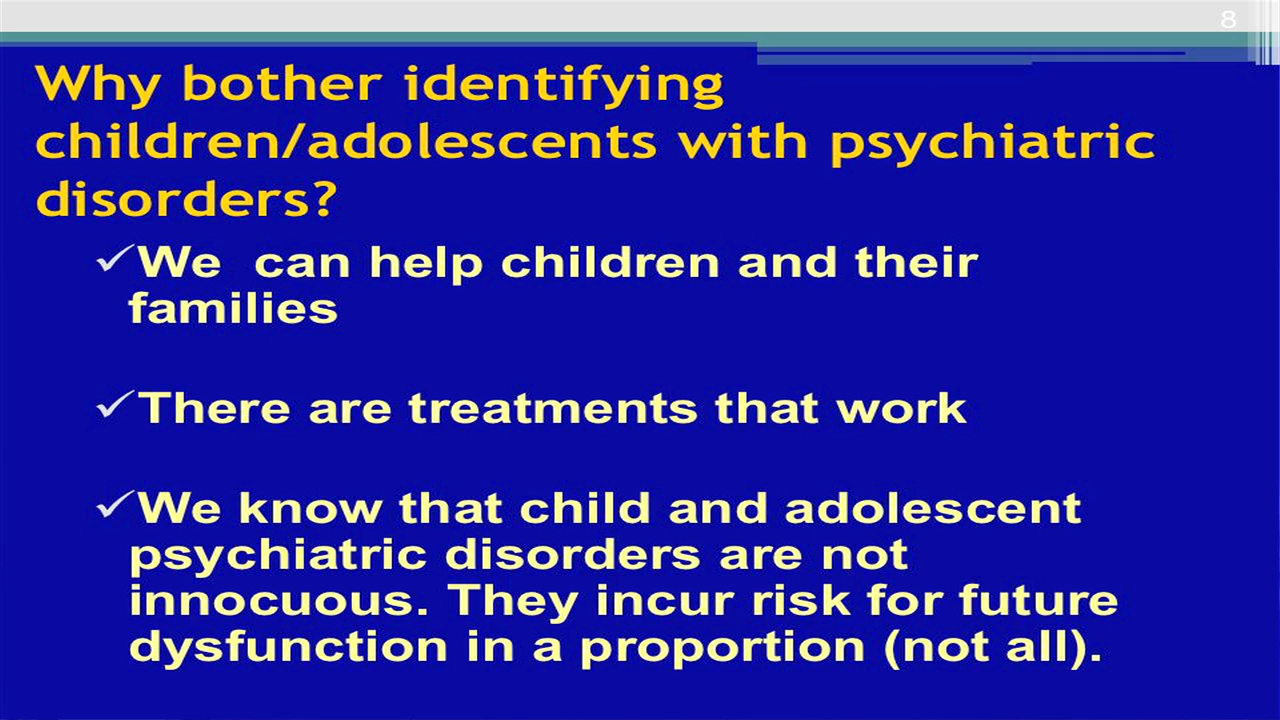 8
Why bother identifying
children/adolescents with psychiatric
disorders?
✓We  can help children and their
families
✓There are treatments that work
✓We know that child and adolescent
psychiatric disorders are not
innocuous. They incur risk for future
dysfunction in a proportion (not all).